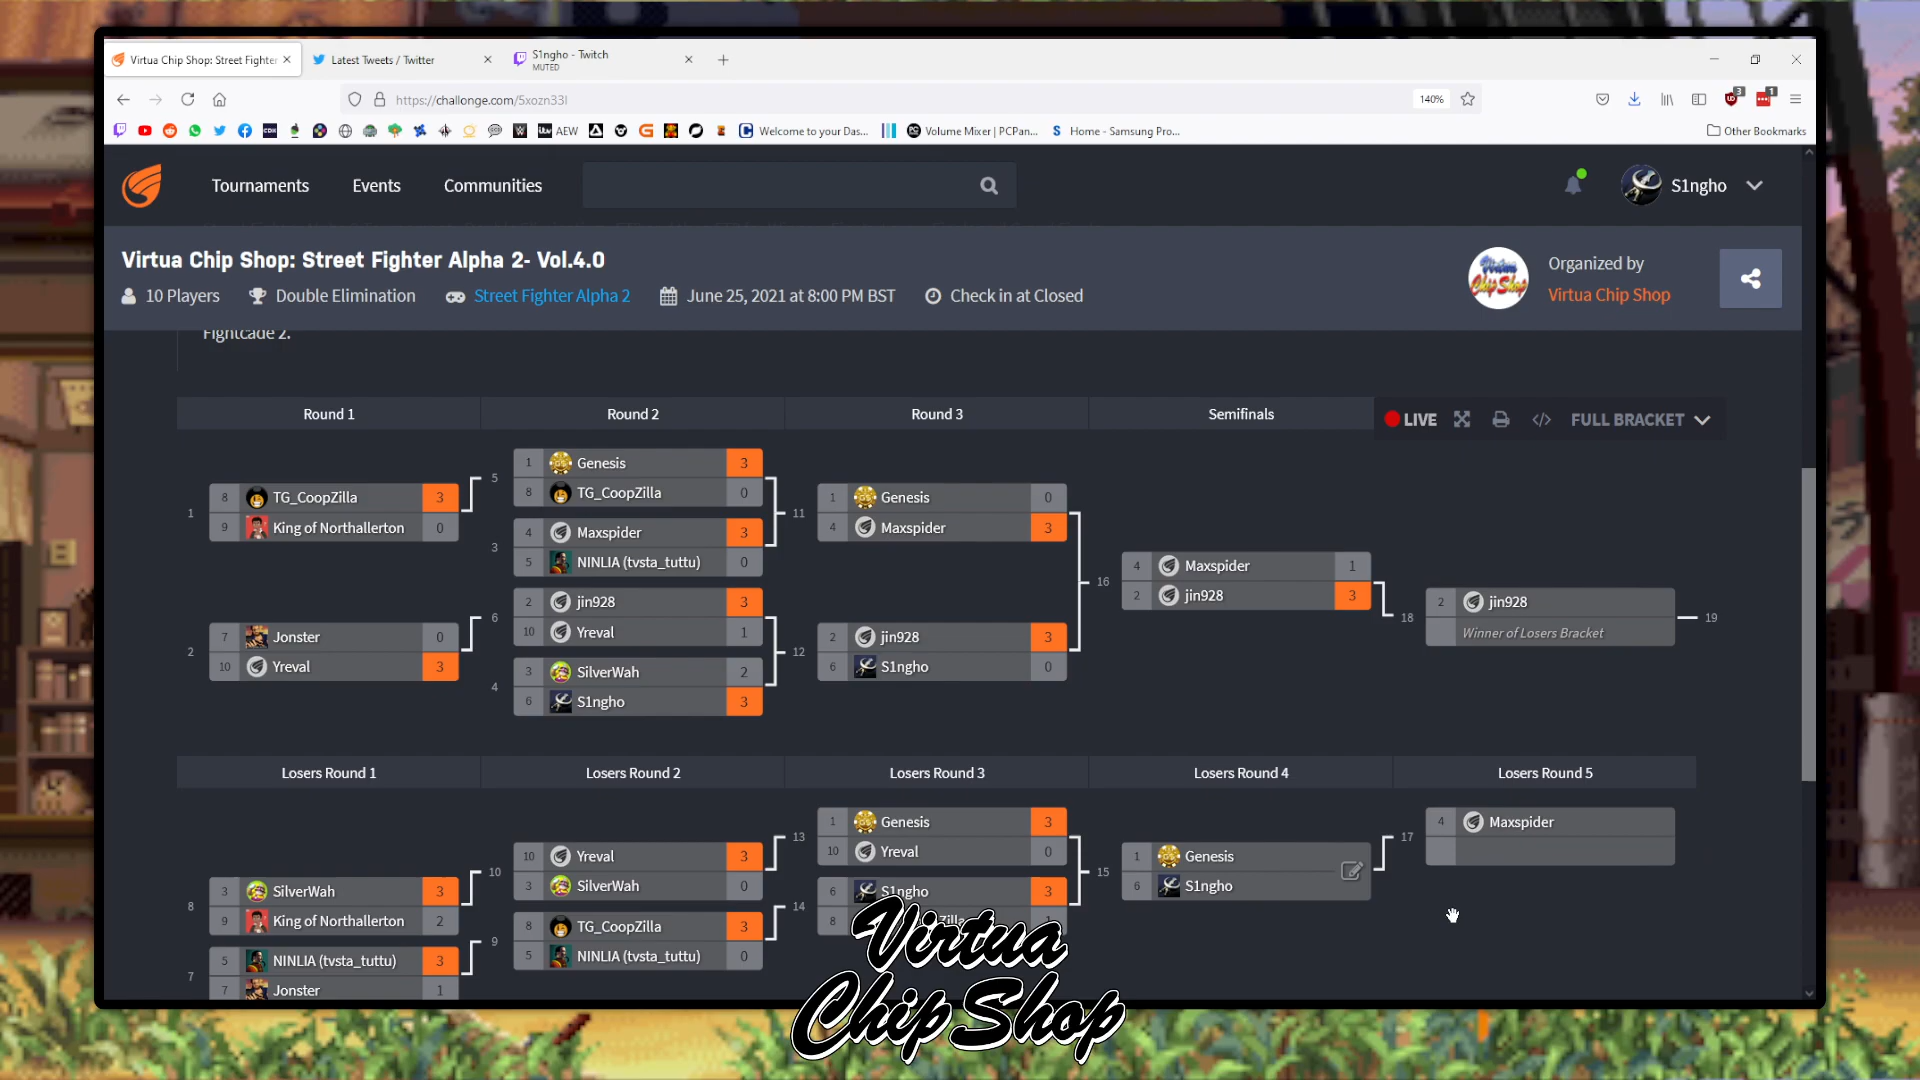 Virtua Chip Shop: Street Fighter
Latest Tweets / Twitter
S1ngho - Twitch
MUTED
https://challonge.com/5xozn33l
140%
3
1
AEW
Welcome to your Das...
Volume Mixer | PCPan...
Home - Samsung Pro...
Other Bookmarks
Tournaments
Events
Communities
S1ngho
Virtua Chip Shop: Street Fighter Alpha 2- Vol.4.0
10 Players
Double Elimination
Street Fighter Alpha 2
June 25, 2021 at 8:00 PM BST
Check in at Closed
Organized by
Virtua Chip Shop
Fightcade 2.
Round 1
Round 2
Round 3
Semifinals
LIVE
FULL BRACKET
1
8 TG_CoopZilla 3
9 King of Northallerton 0
2
7 Jonster 0
10 Yreval 3
5
1 Genesis 3
8 TG_CoopZilla 0
3
4 Maxspider 3
5 NINLIA (tvsta_tuttu) 0
6
2 jin928 3
10 Yreval 1
4
3 SilverWah 2
6 S1ngho 3
11
1 Genesis 0
4 Maxspider 3
12
2 jin928 3
6 S1ngho 0
16
4 Maxspider 1
2 jin928 3
18
2 jin928
Winner of Losers Bracket
19
Losers Round 1
Losers Round 2
Losers Round 3
Losers Round 4
Losers Round 5
8
3 SilverWah 3
9 King of Northallerton 2
7
5 NINLIA (tvsta_tuttu) 3
7 Jonster 1
10
10 Yreval 3
3 SilverWah 0
9
8 TG_CoopZilla 3
5 NINLIA (tvsta_tuttu) 0
13
1 Genesis 3
10 Yreval 0
14
6 S1ngho 3
8
15
1 Genesis
6 S1ngho
17
4 Maxspider
Virtua
Chip Shop